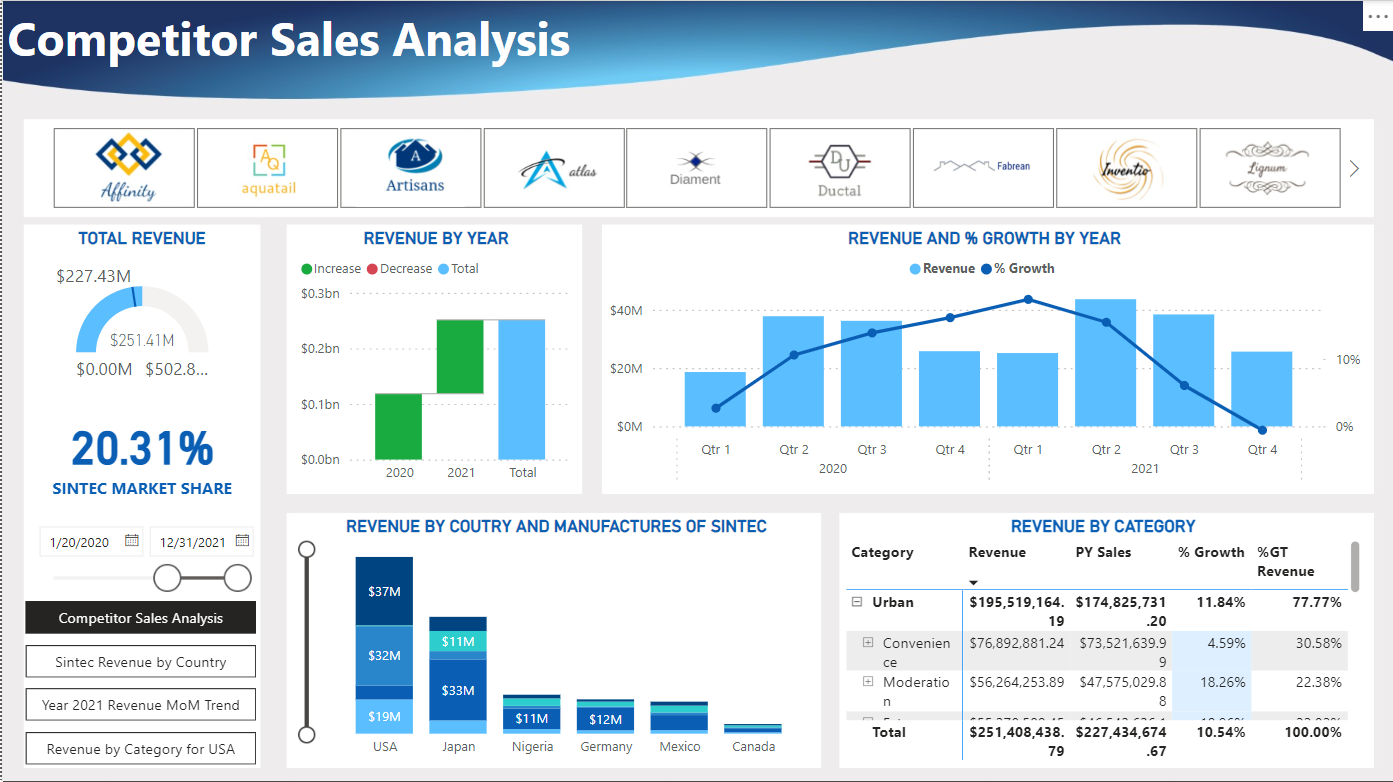 Competitor Sales Analysis
Affinity
AQ
aquatail
A
Artisans
atlas
Diament
DU
Ductal
Fabrean
Inventio
Lignum
TOTAL REVENUE
$227.43M
$251.41M
$0.00M $502.8...
20.31%
SINTEC MARKET SHARE
1/20/2020 12/31/2021
Competitor Sales Analysis
Sintec Revenue by Country
Year 2021 Revenue MoM Trend
Revenue by Category for USA
REVENUE BY YEAR
Increase Decrease Total
$0.3bn
$0.2bn
$0.1bn
$0.0bn
2020 2021 Total
REVENUE AND % GROWTH BY YEAR
Revenue % Growth
$40M
$20M
$0M
10%
0%
Qtr 1 Qtr 2 Qtr 3 Qtr 4 Qtr 1 Qtr 2 Qtr 3 Qtr 4
2020 2021
REVENUE BY COUTRY AND MANUFACTURES OF SINTEC
$37M
$32M
$19M
$11M
$33M
$11M
$12M
USA Japan Nigeria Germany Mexico Canada
REVENUE BY CATEGORY
Category Revenue PY Sales % Growth %GT
Revenue
Urban $195,519,164. $174,825,731 11.84% 77.77%
19 .20
Convenien $76,892,881.24 $73,521,639.9 4.59% 30.58%
ce 9
Moderatio $56,264,253.89 $47,575,029.8 18.26% 22.38%
n 8
Total $251,408,438. $227,434,674 10.54% 100.00%
79 .67